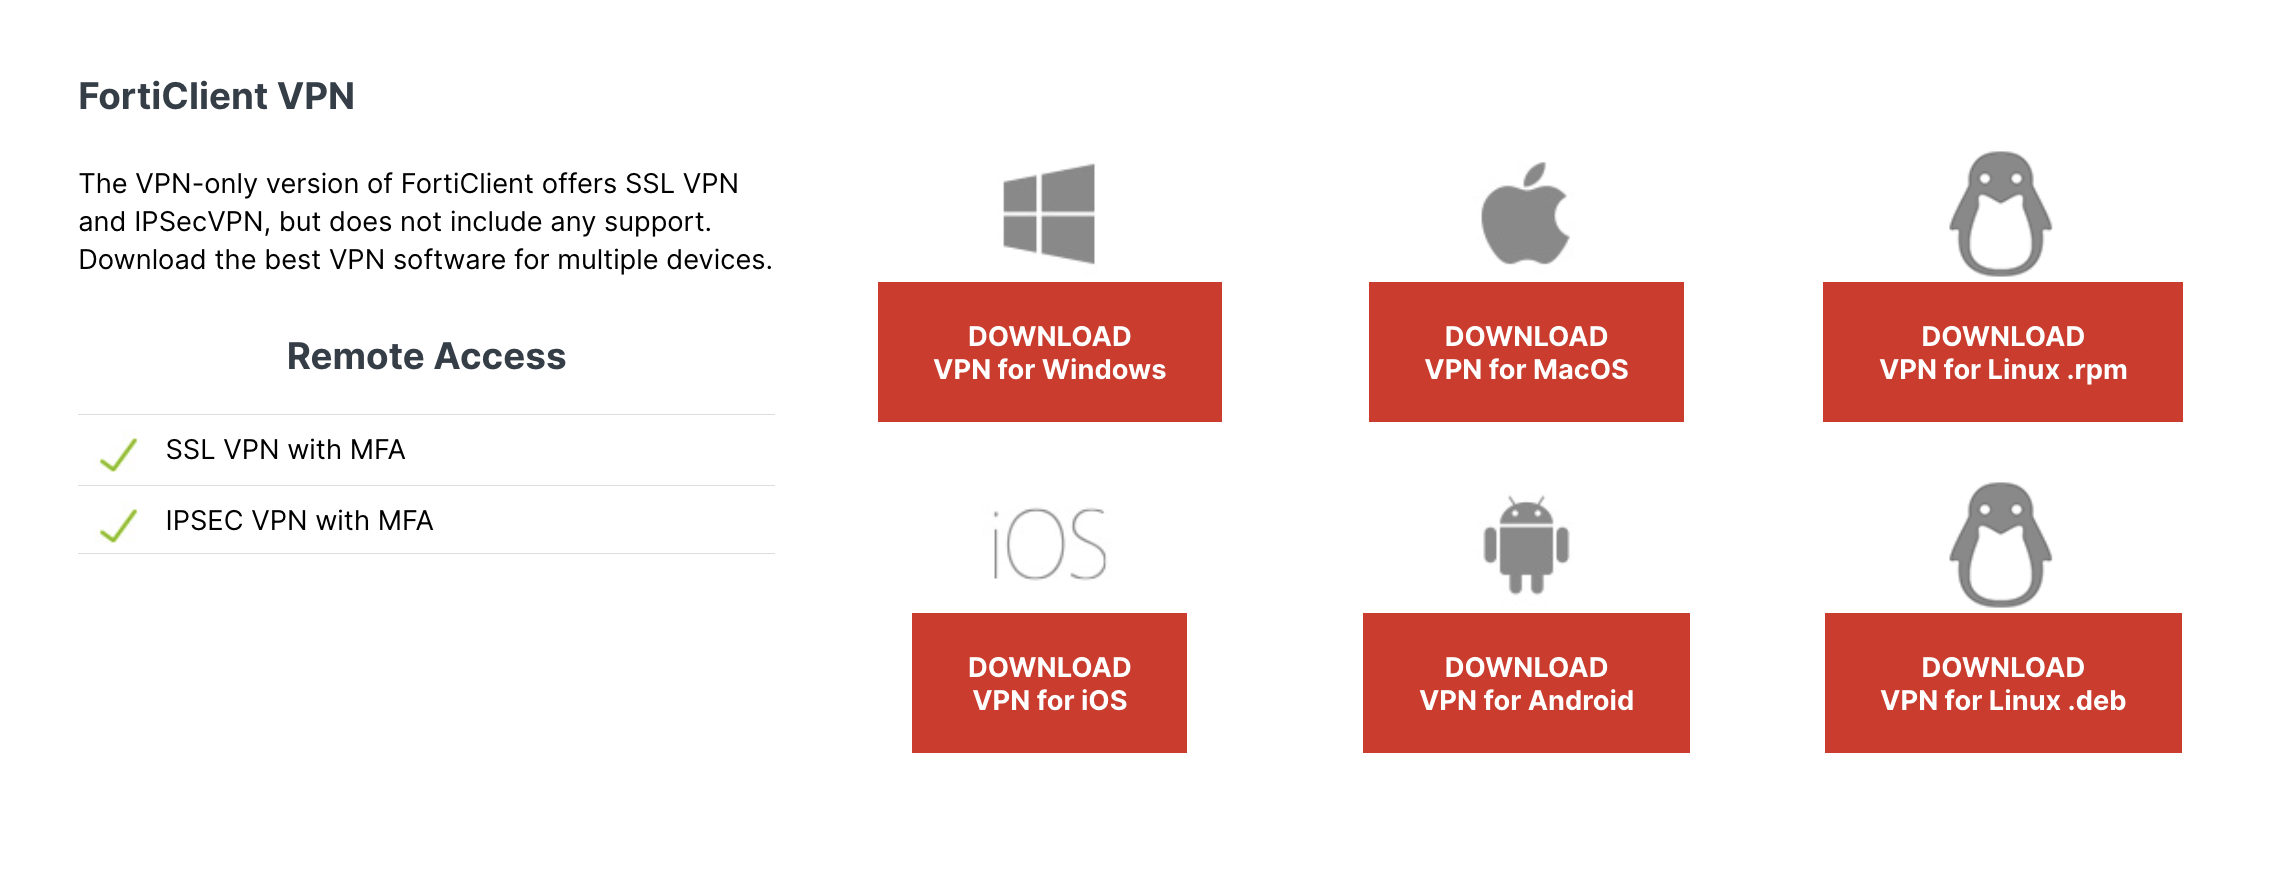 FortiClient VPN
The VPN-only version of FortiClient offers SSL VPN
and IPSecVPN, but does not include any support.
Download the best VPN software for multiple devices.
Remote Access
SSL VPN with MFA
IPSEC VPN with MFA
DOWNLOAD
VPN for Windows
DOWNLOAD
VPN for MacOS
DOWNLOAD
VPN for Linux .rpm
iOS
DOWNLOAD
VPN for iOS
DOWNLOAD
VPN for Android
DOWNLOAD
VPN for Linux .deb